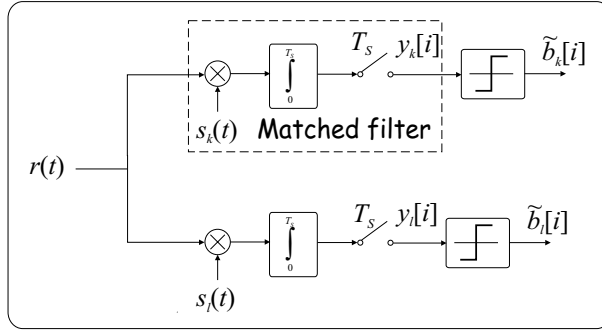 T_S y_k[i] b̃_k[i]
∫ T_S 0
s_k(t) Matched filter
r(t)
T_S y_l[i] b̃_l[i]
∫ T_S 0
s_l(t)